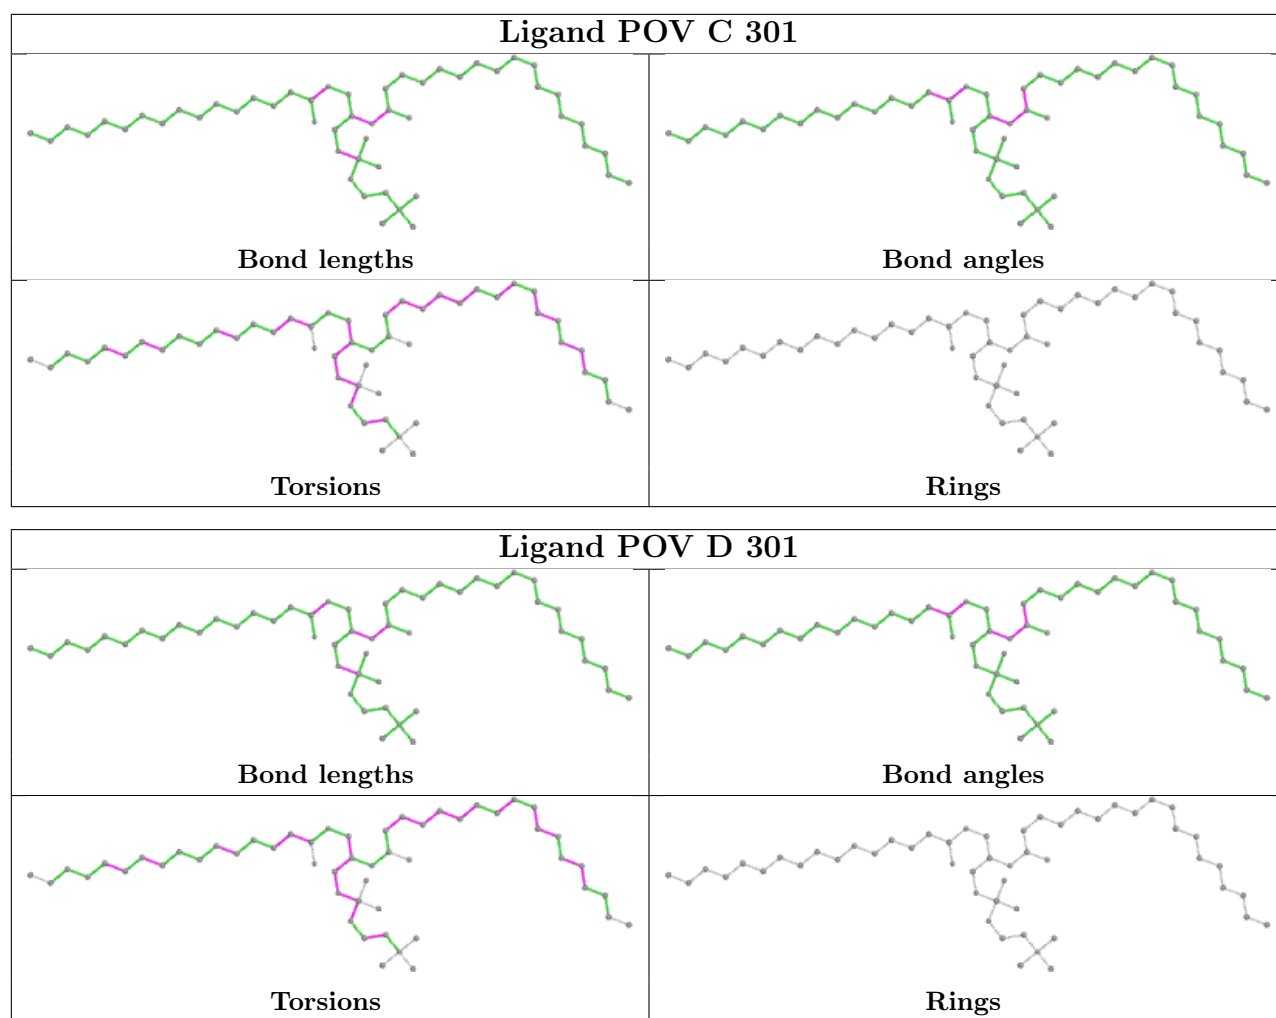 Ligand POV C 301
Bond lengths
Bond angles
Torsions
Rings
Ligand POV D 301
Bond lengths
Bond angles
Torsions
Rings